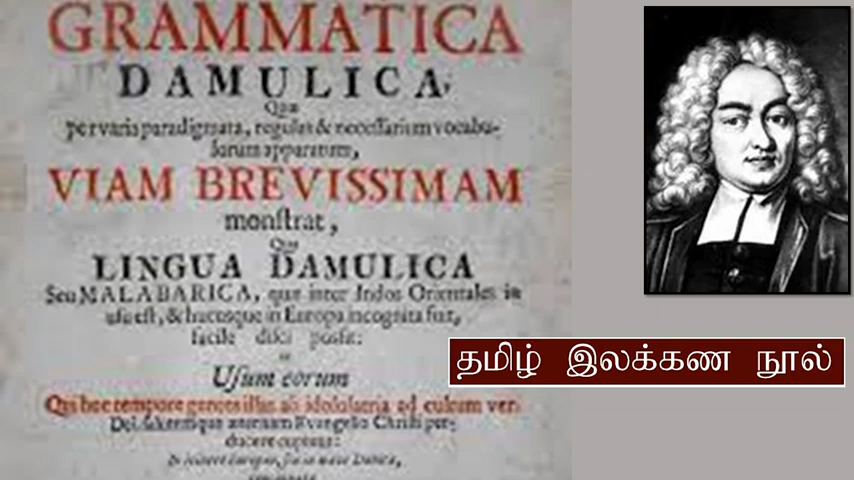 GRAMMATICA
DAMULICA,
Quæ
per varia paradigmata, regulas & necessarium vocabu-
lorum apparatum,
VIAM BREVISSIMAM
monstrat,
Qua
LINGUA DAMULICA
Seu MALABARICA, quæ inter Indos Orientales in
usu est, & hucusque in Europa incognita fuit,
facile disci possit:
in
Usum eorum
Qui hoc tempore gentes illas ab idololatria ad cultum veri
Dei, æternum Evangelio Christi per-
ducere cupiunt:
தமிழ் இலக்கண நூல்